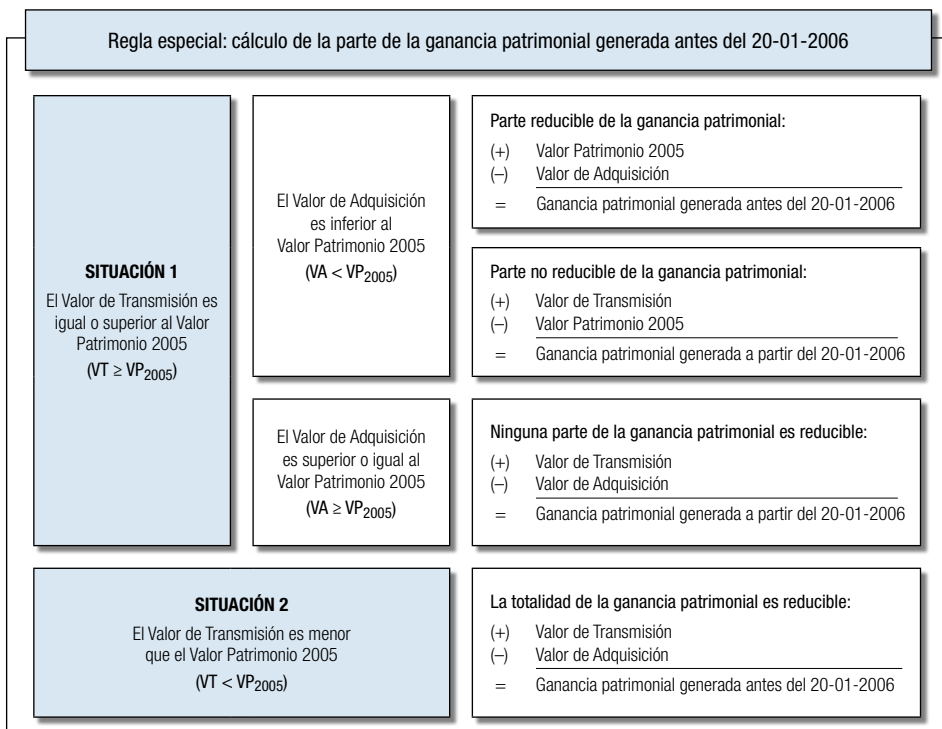 Regla especial: cálculo de la parte de la ganancia patrimonial generada antes del 20-01-2006
SITUACIÓN 1
El Valor de Transmisión es
igual o superior al Valor
Patrimonio 2005
(VT ≥ VP2005)
El Valor de Adquisición
es inferior al
Valor Patrimonio 2005
(VA < VP2005)
Parte reducible de la ganancia patrimonial:
(+) Valor Patrimonio 2005
(–) Valor de Adquisición
= Ganancia patrimonial generada antes del 20-01-2006
Parte no reducible de la ganancia patrimonial:
(+) Valor de Transmisión
(–) Valor Patrimonio 2005
= Ganancia patrimonial generada a partir del 20-01-2006
El Valor de Adquisición
es superior o igual al
Valor Patrimonio 2005
(VA ≥ VP2005)
Ninguna parte de la ganancia patrimonial es reducible:
(+) Valor de Transmisión
(–) Valor de Adquisición
= Ganancia patrimonial generada a partir del 20-01-2006
SITUACIÓN 2
El Valor de Transmisión es menor
que el Valor Patrimonio 2005
(VT < VP2005)
La totalidad de la ganancia patrimonial es reducible:
(+) Valor de Transmisión
(–) Valor de Adquisición
= Ganancia patrimonial generada antes del 20-01-2006